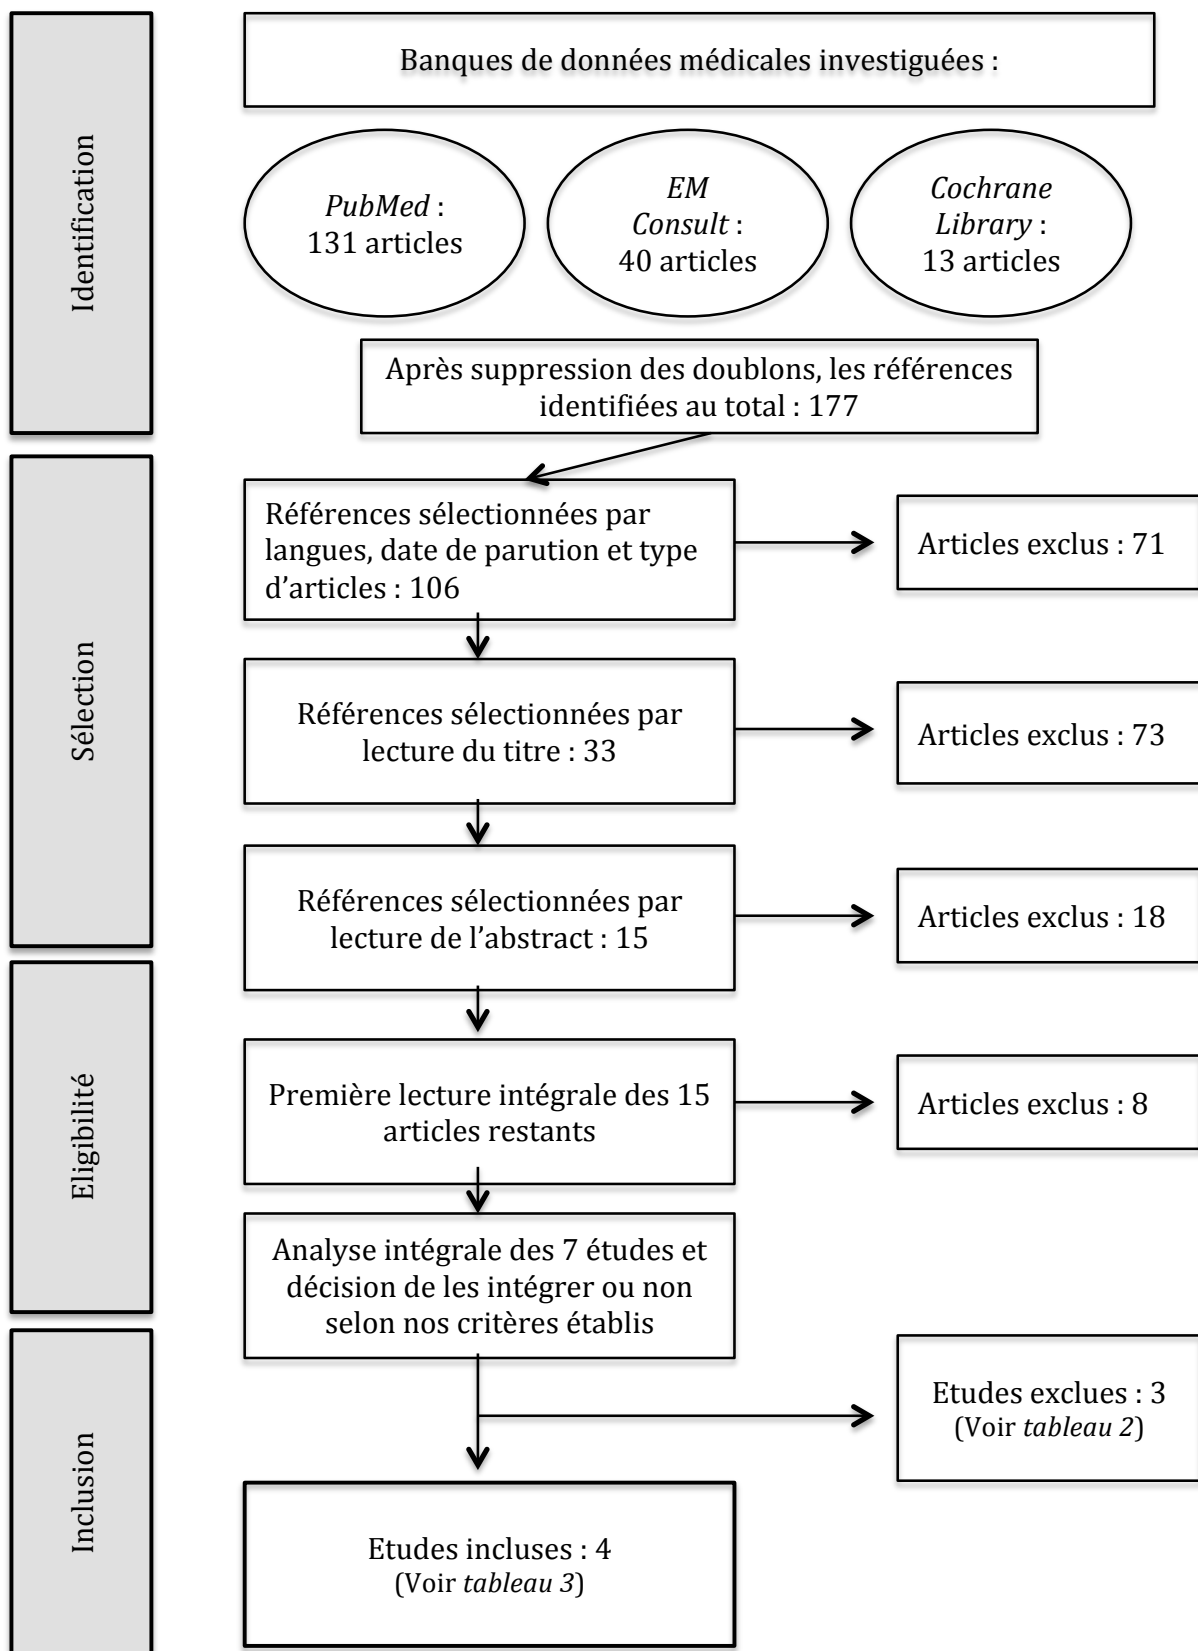 Identification
Banques de données médicales investiguées :
PubMed :
131 articles
EM
Consult :
40 articles
Cochrane
Library :
13 articles
Après suppression des doublons, les références
identifiées au total : 177
Sélection
Références sélectionnées par
langues, date de parution et type
d’articles : 106
Articles exclus : 71
Références sélectionnées par
lecture du titre : 33
Articles exclus : 73
Références sélectionnées par
lecture de l’abstract : 15
Articles exclus : 18
Eligibilité
Première lecture intégrale des 15
articles restants
Articles exclus : 8
Analyse intégrale des 7 études et
décision de les intégrer ou non
selon nos critères établis
Inclusion
Etudes exclues : 3
(Voir tableau 2)
Etudes incluses : 4
(Voir tableau 3)